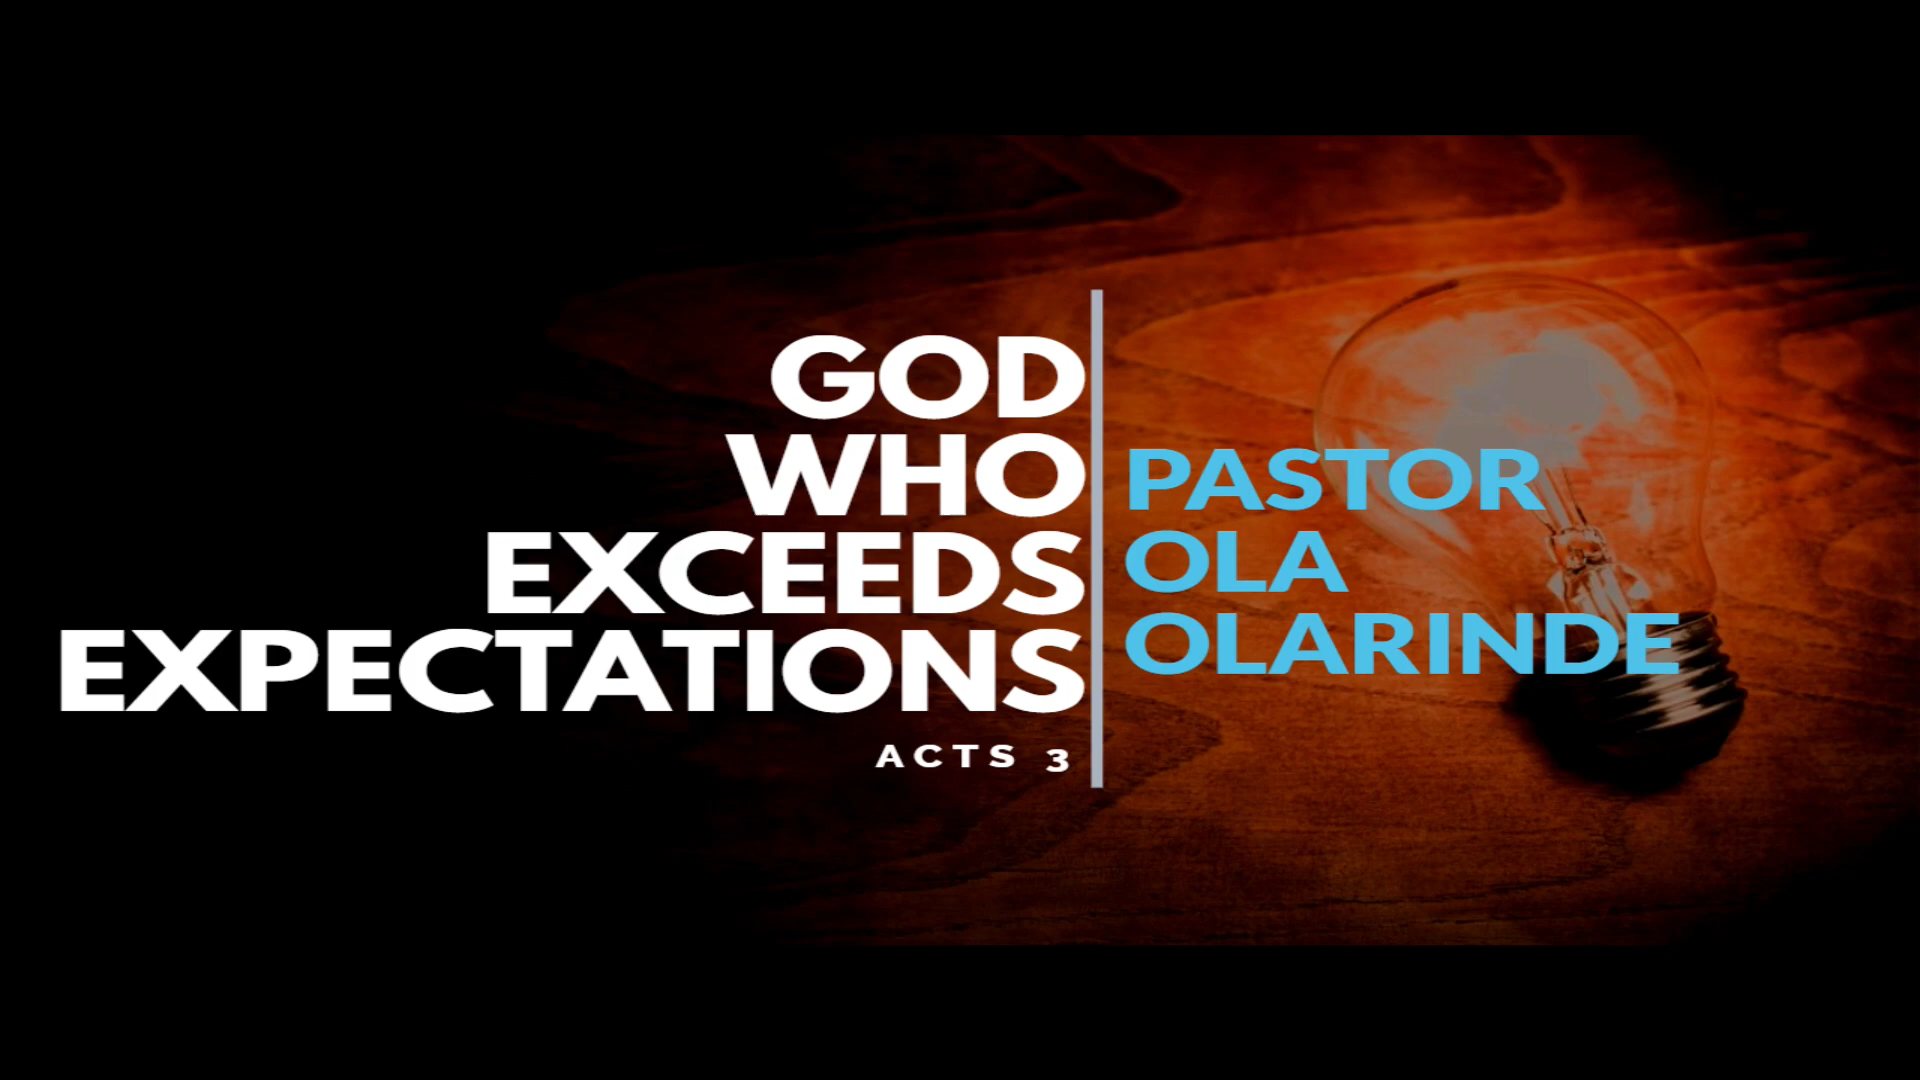 GOD
WHO
EXCEEDS
EXPECTATIONS
ACTS 3
PASTOR
OLA
OLARINDE